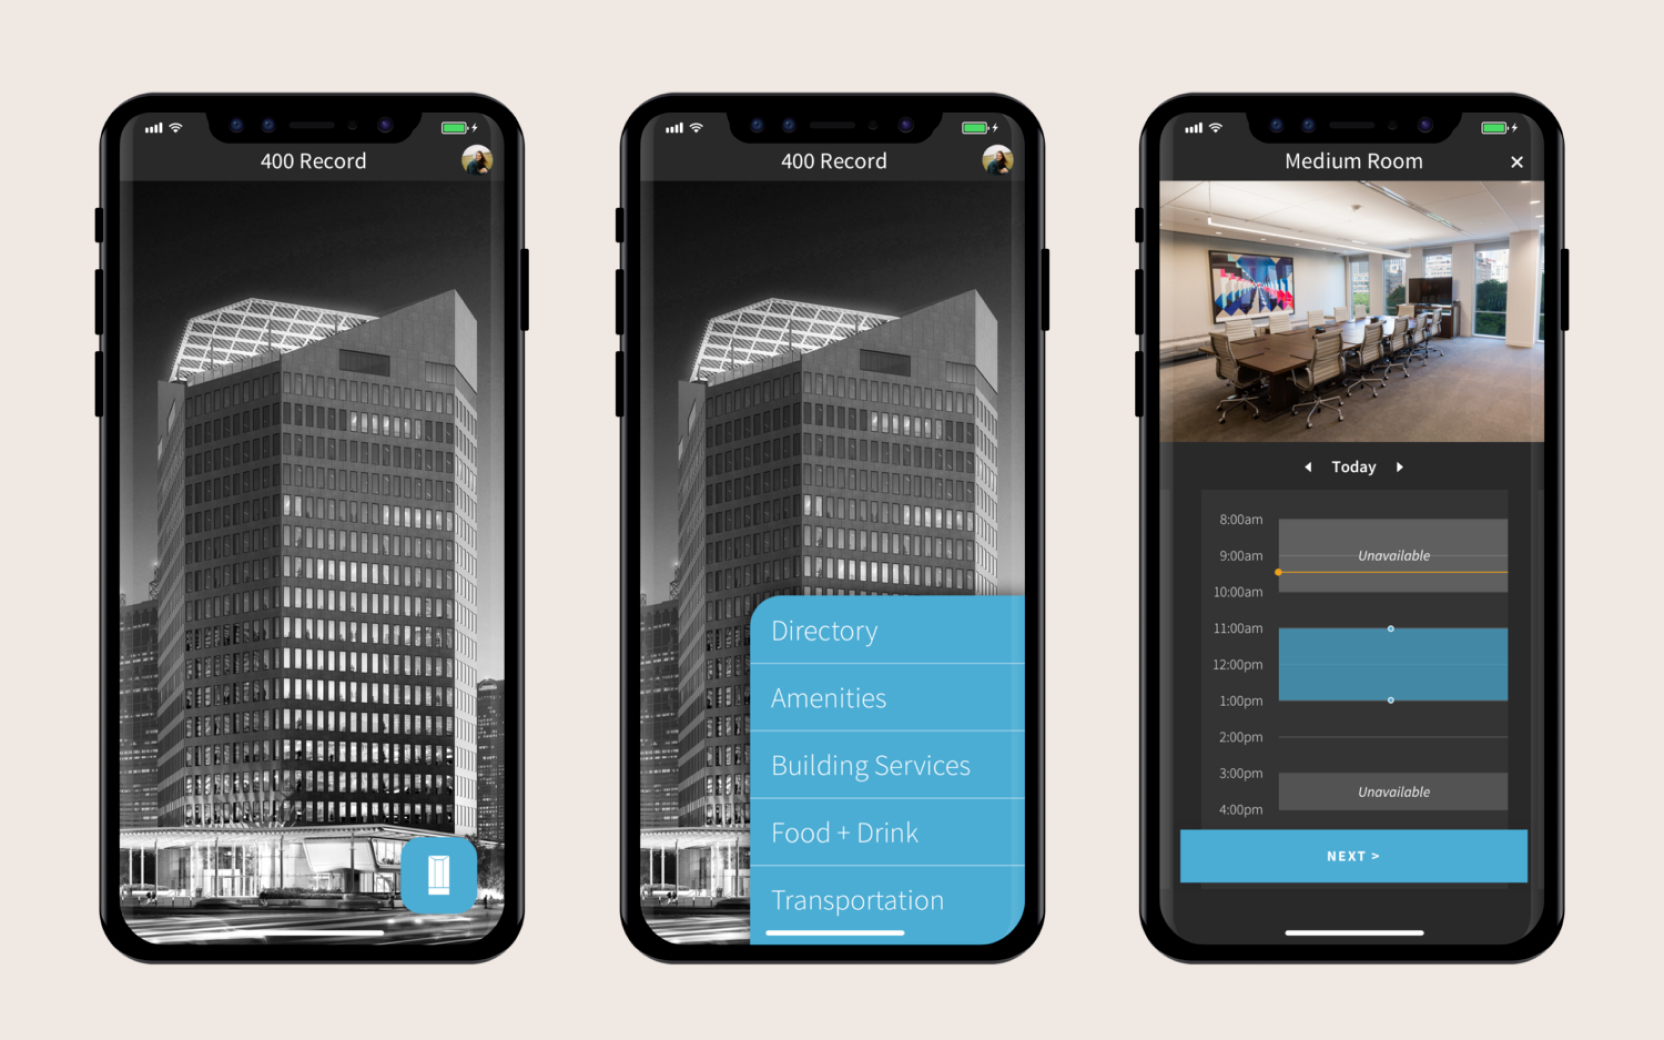 400 Record
400 Record
Directory
Amenities
Building Services
Food + Drink
Transportation
Medium Room
Today
8:00am
9:00am
Unavailable
10:00am
11:00am
12:00pm
1:00pm
2:00pm
3:00pm
Unavailable
4:00pm
NEXT >